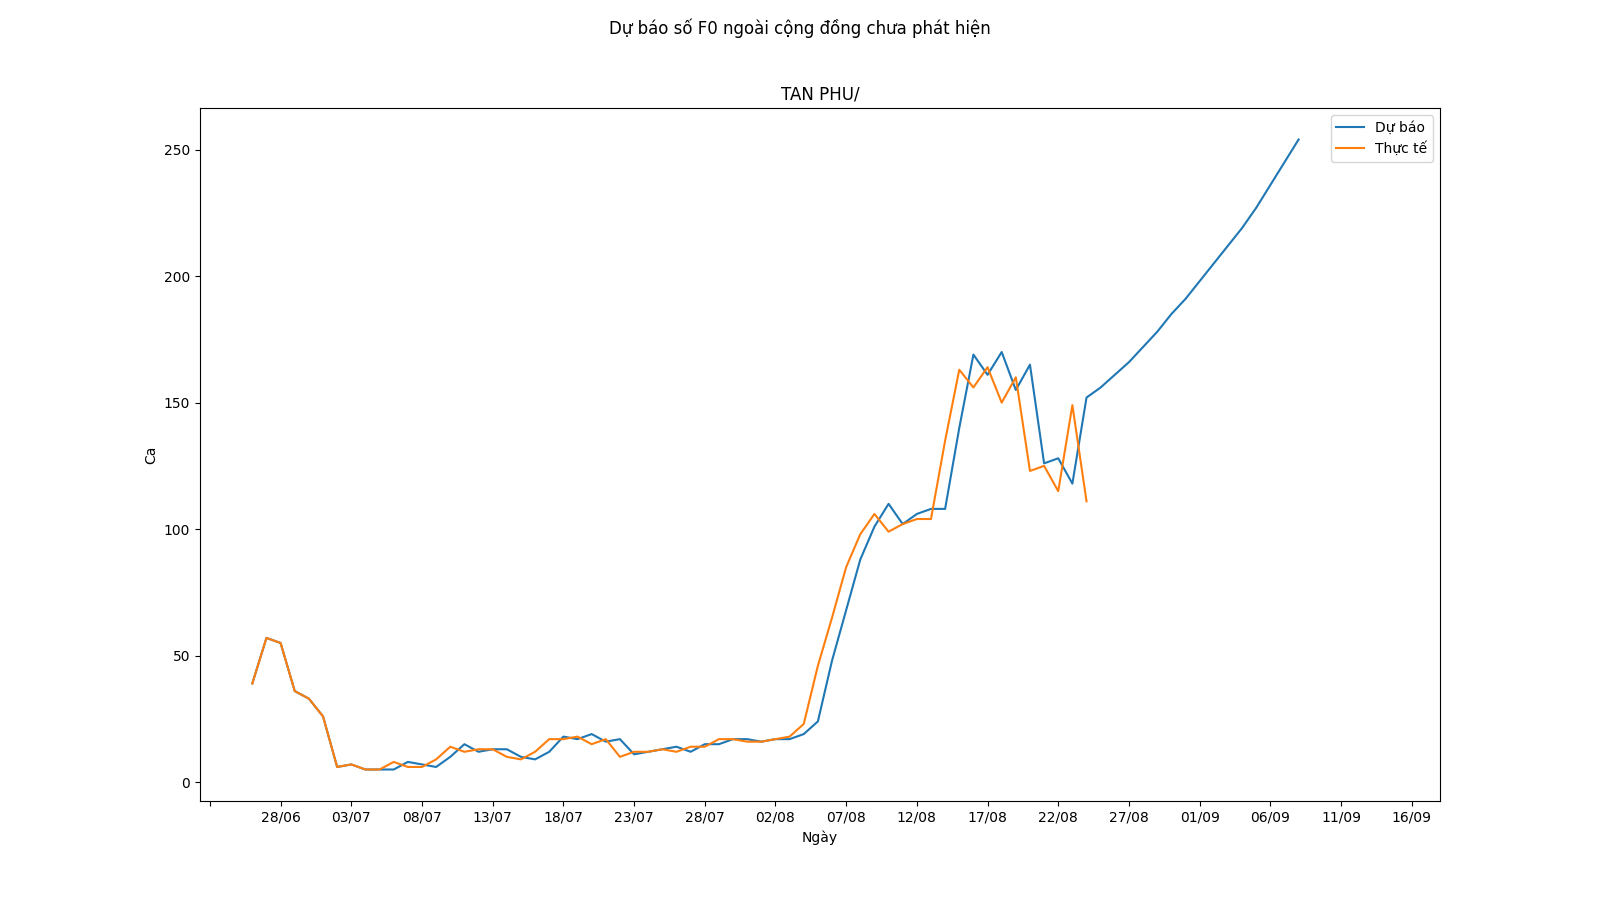 Dự báo số F0 ngoài cộng đồng chưa phát hiện
TAN PHU/
Dự báo
Thực tế
250
200
150
100
50
0
Ca
28/06 03/07 08/07 13/07 18/07 23/07 28/07 02/08 07/08 12/08 17/08 22/08 27/08 01/09 06/09 11/09 16/09
Ngày